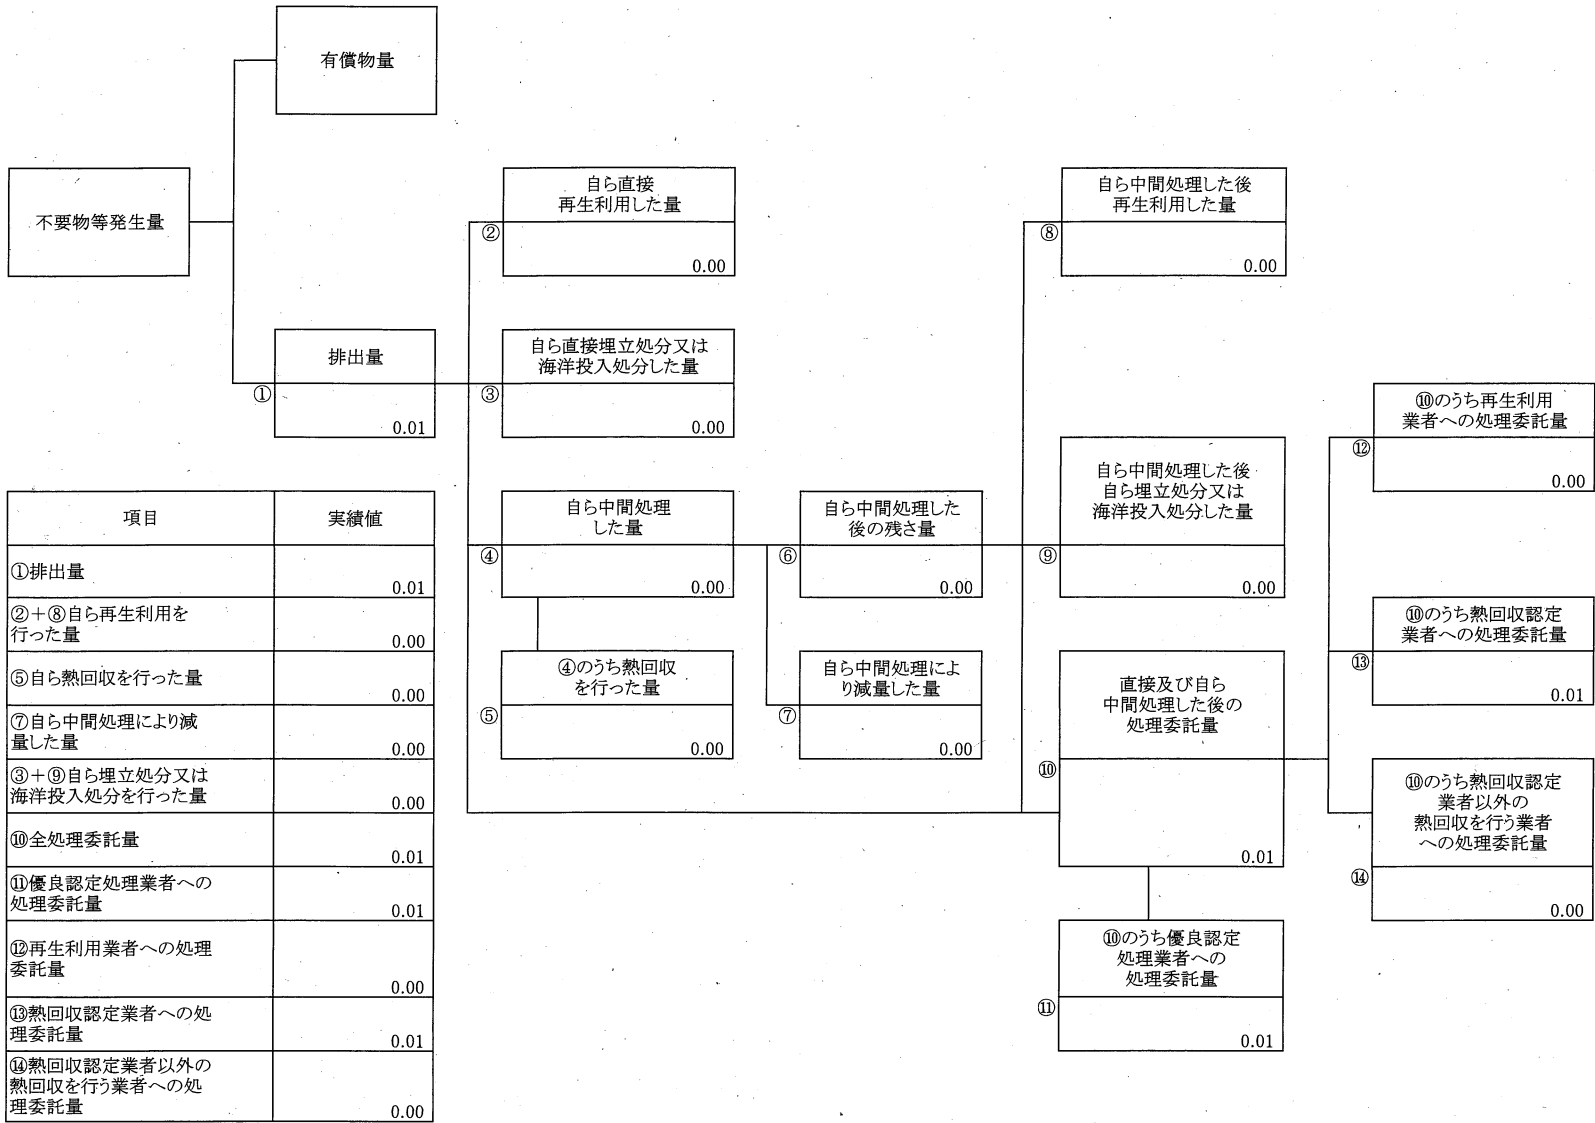 有償物量
不要物等発生量
排出量
①
0.01
自ら直接
再生利用した量
②
0.00
自ら直接埋立処分又は
海洋投入処分した量
③
0.00
自ら中間処理
した量
④
0.00
④のうち熱回収
を行った量
⑤
0.00
自ら中間処理した
後の残さ量
⑥
0.00
自ら中間処理によ
り減量した量
⑦
0.00
自ら中間処理した後
再生利用した量
⑧
0.00
自ら中間処理した後
自ら埋立処分又は
海洋投入処分した量
⑨
0.00
直接及び自ら
中間処理した後の
処理委託量
⑩
0.01
⑩のうち優良認定
処理業者への
処理委託量
⑪
0.01
⑩のうち再生利用
業者への処理委託量
⑫
0.00
⑩のうち熱回収認定
業者への処理委託量
⑬
0.01
⑩のうち熱回収認定
業者以外の
熱回収を行う業者
への処理委託量
⑭
0.00
項目 実績値
①排出量
0.01
②+⑧自ら再生利用を
行った量
0.00
⑤自ら熱回収を行った量
0.00
⑦自ら中間処理により減
量した量
0.00
③+⑨自ら埋立処分又は
海洋投入処分を行った量
0.00
⑩全処理委託量
0.01
⑪優良認定処理業者への
処理委託量
0.01
⑫再生利用業者への処理
委託量
0.00
⑬熱回収認定業者への処
理委託量
0.01
⑭熱回収認定業者以外の
熱回収を行う業者への処
理委託量
0.00